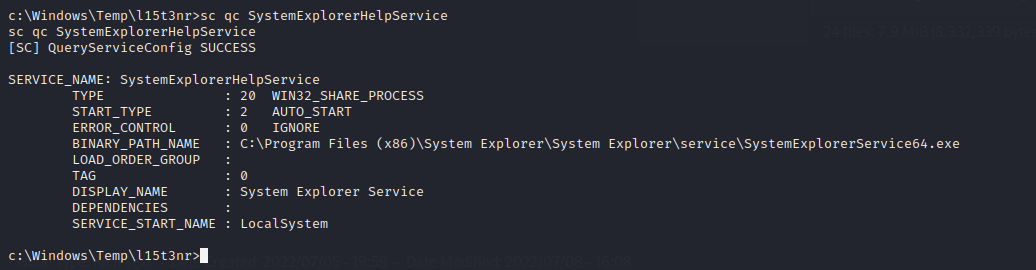 c:\Windows\Temp\l15t3nr>sc qc SystemExplorerHelpService
sc qc SystemExplorerHelpService
[SC] QueryServiceConfig SUCCESS
SERVICE_NAME: SystemExplorerHelpService
        TYPE               : 20  WIN32_SHARE_PROCESS
        START_TYPE         : 2   AUTO_START
        ERROR_CONTROL      : 0   IGNORE
        BINARY_PATH_NAME   : C:\Program Files (x86)\System Explorer\System Explorer\service\SystemExplorerService64.exe
        LOAD_ORDER_GROUP   :
        TAG                : 0
        DISPLAY_NAME       : System Explorer Service
        DEPENDENCIES       :
        SERVICE_START_NAME : LocalSystem
c:\Windows\Temp\l15t3nr>